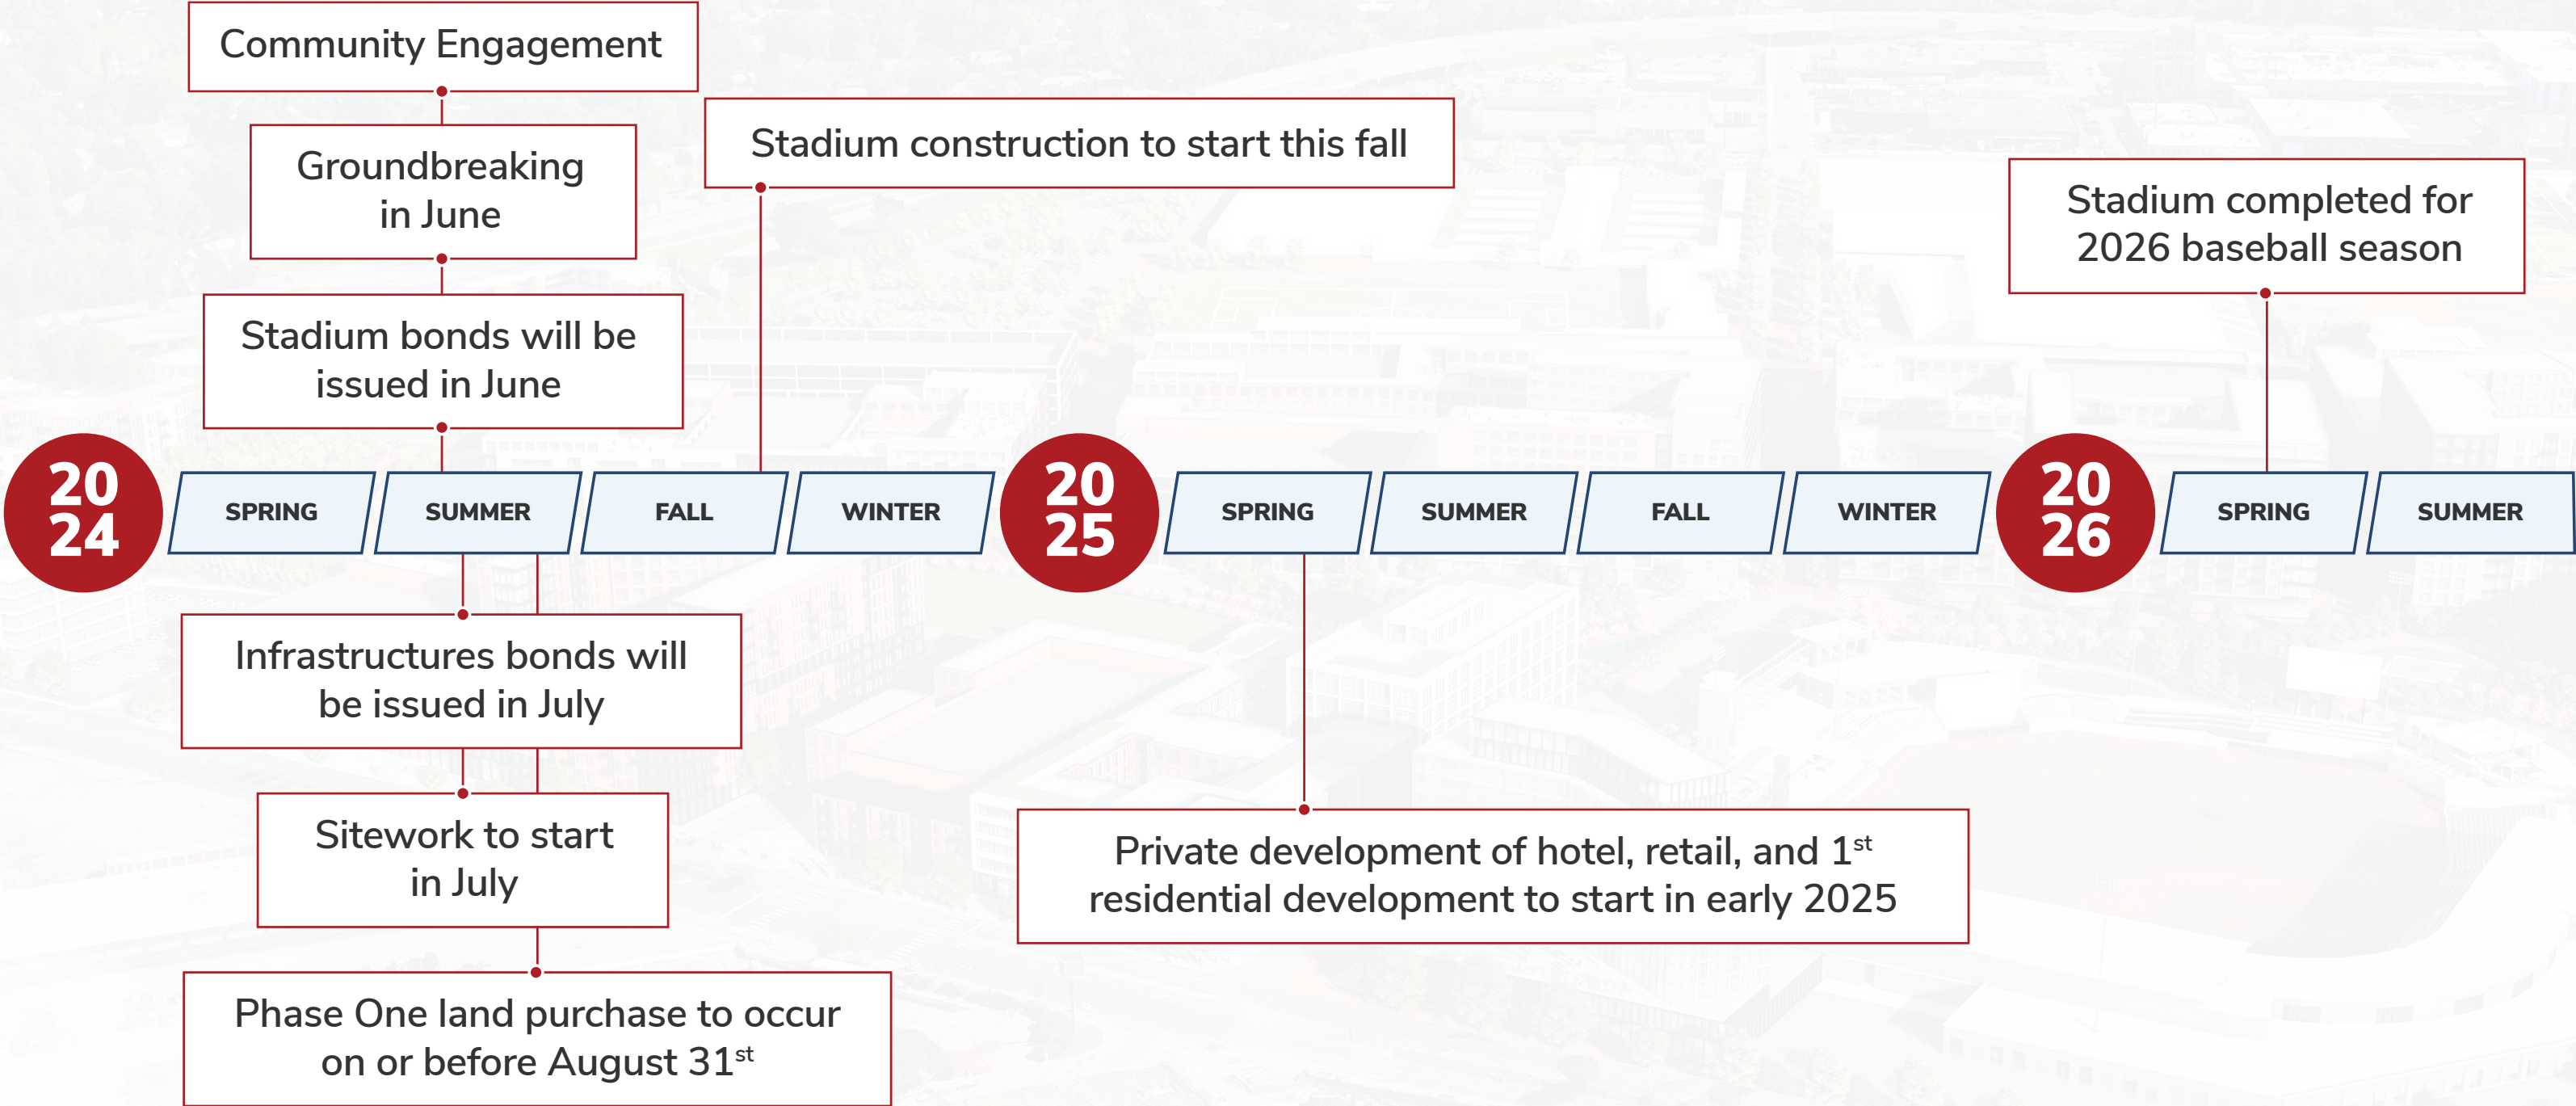 Community Engagement
Groundbreaking
in June
Stadium bonds will be
issued in June
Stadium construction to start this fall
Stadium completed for
2026 baseball season
20
24
SPRING
SUMMER
FALL
WINTER
20
25
SPRING
SUMMER
FALL
WINTER
20
26
SPRING
SUMMER
Infrastructures bonds will
be issued in July
Sitework to start
in July
Phase One land purchase to occur
on or before August 31st
Private development of hotel, retail, and 1st
residential development to start in early 2025